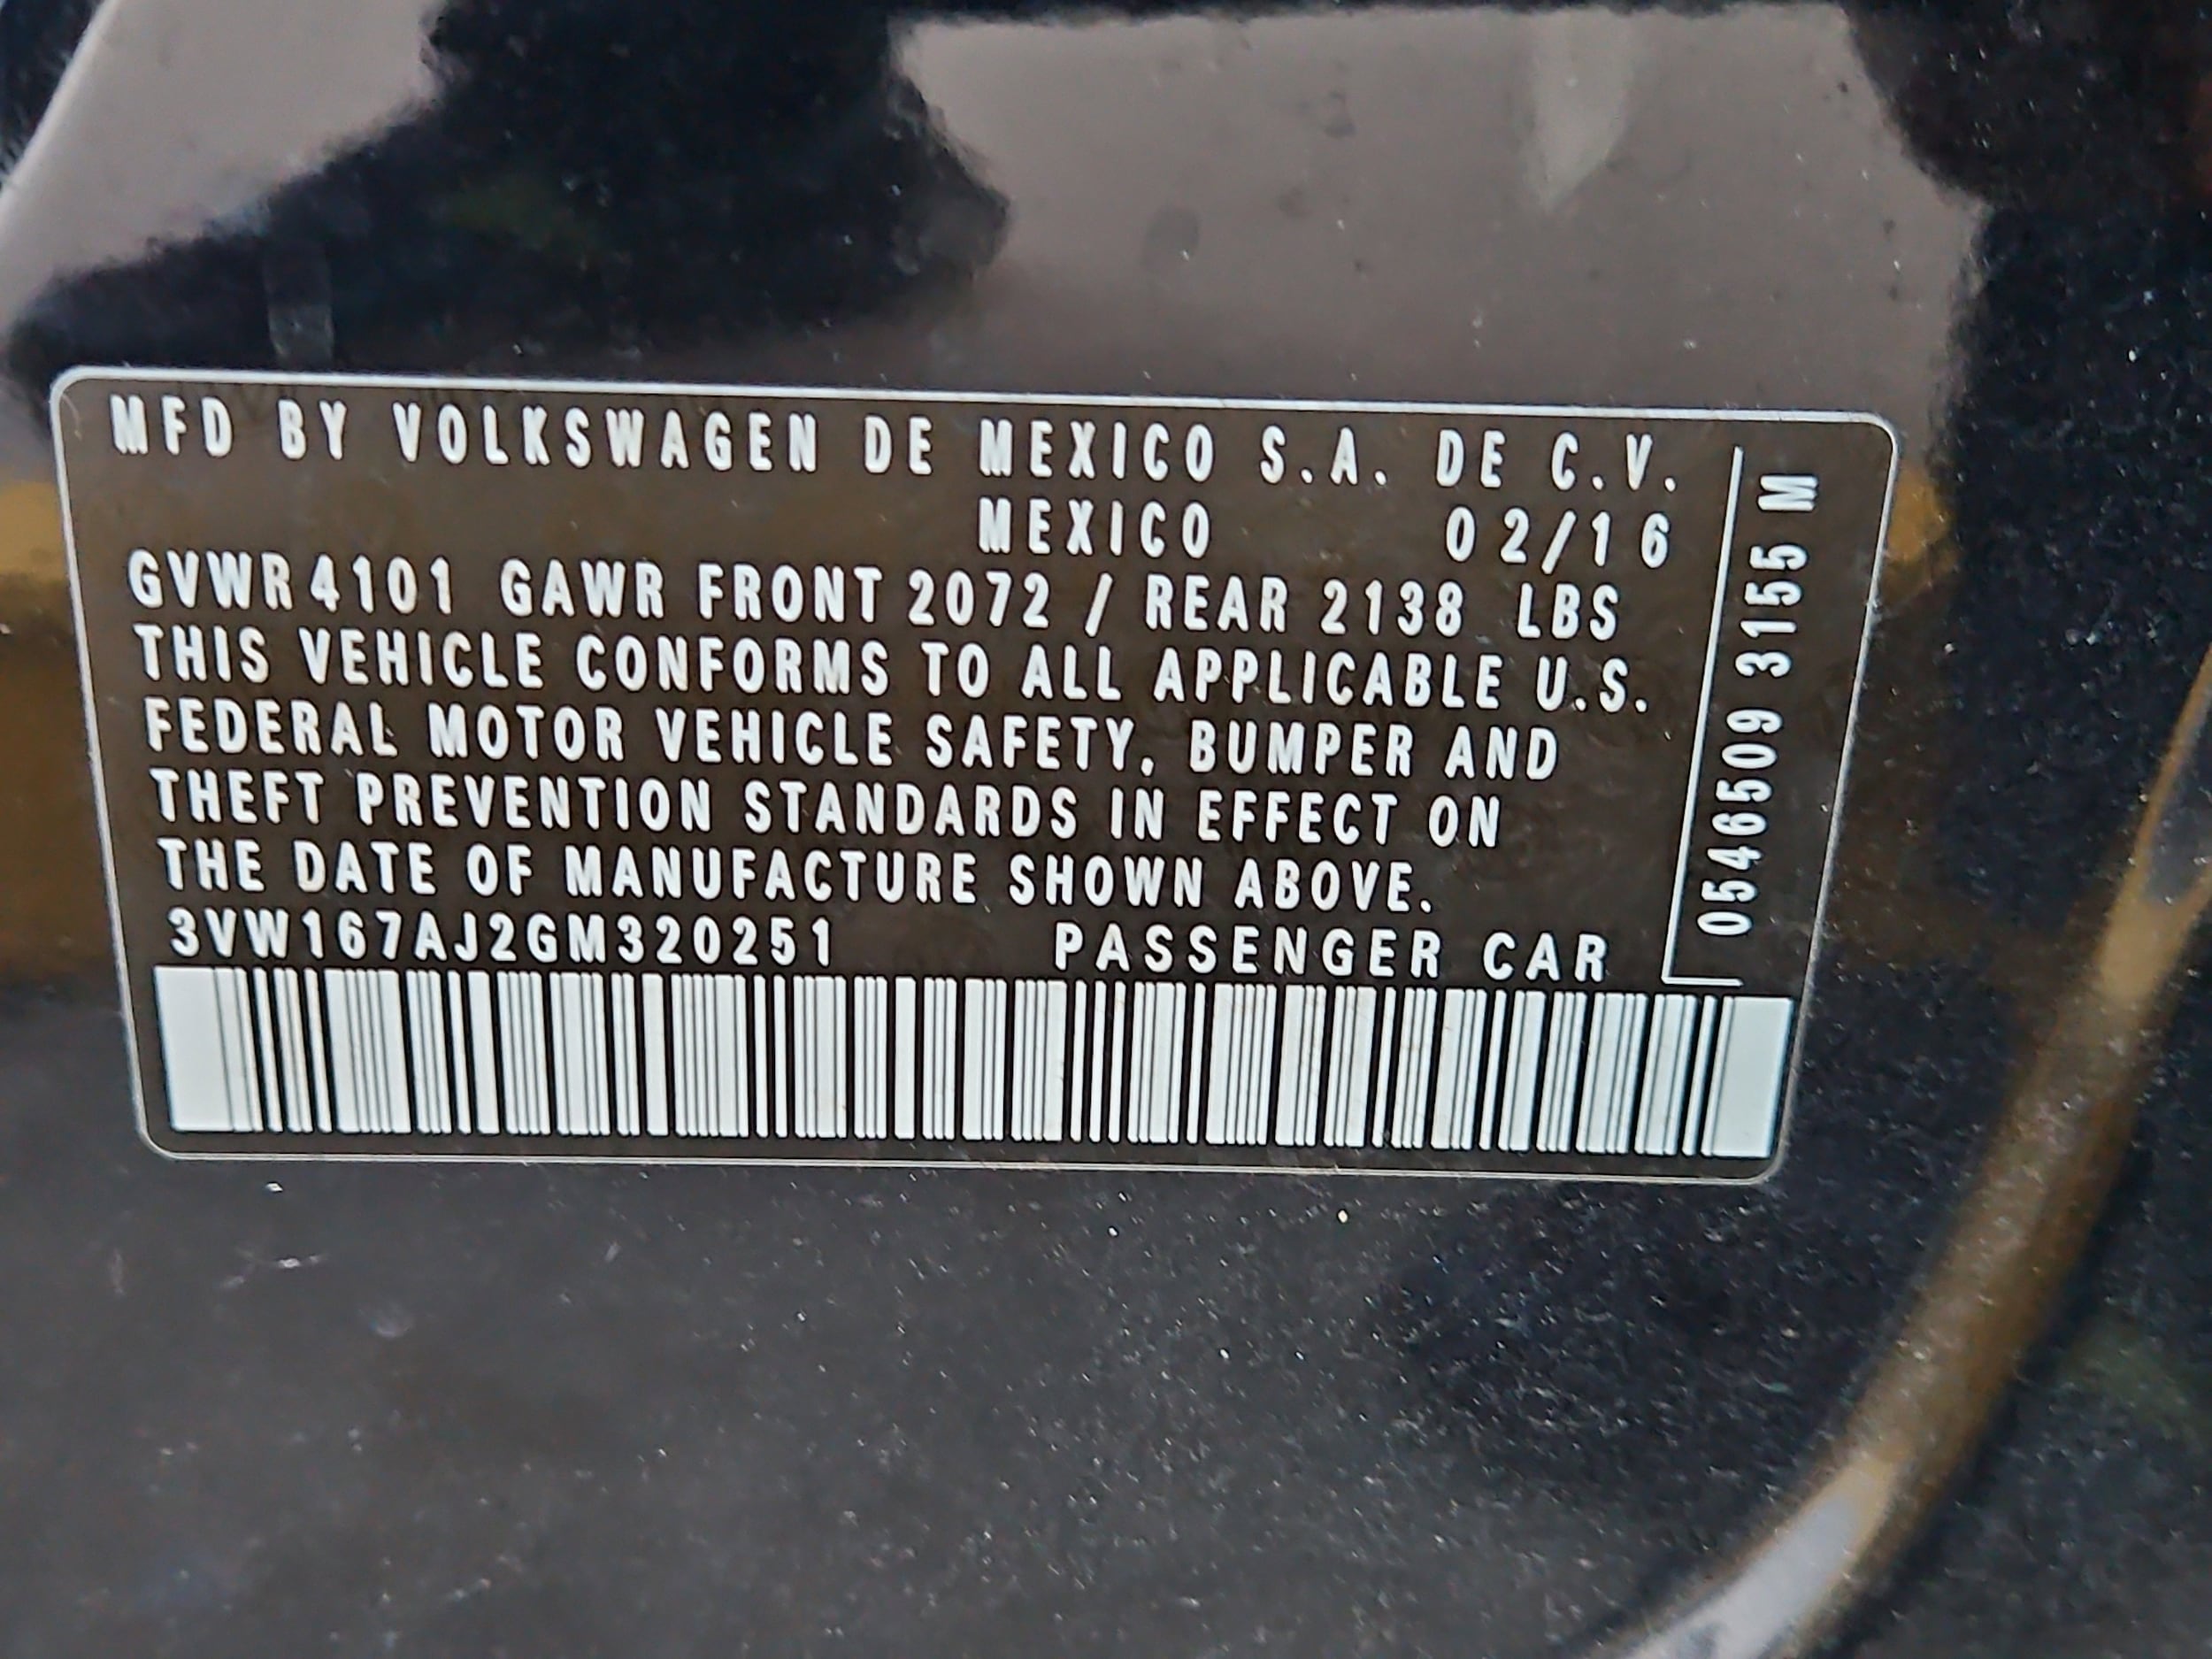 MFD BY VOLKSWAGEN DE MEXICO S.A. DE C.V.
MEXICO 02/16
GVWR 4101 GAWR FRONT 2072 / REAR 2138 LBS
THIS VEHICLE CONFORMS TO ALL APPLICABLE U.S.
FEDERAL MOTOR VEHICLE SAFETY, BUMPER AND
THEFT PREVENTION STANDARDS IN EFFECT ON
THE DATE OF MANUFACTURE SHOWN ABOVE.
3VW167AJ2GM320251 PASSENGER CAR
0546509 3155 M